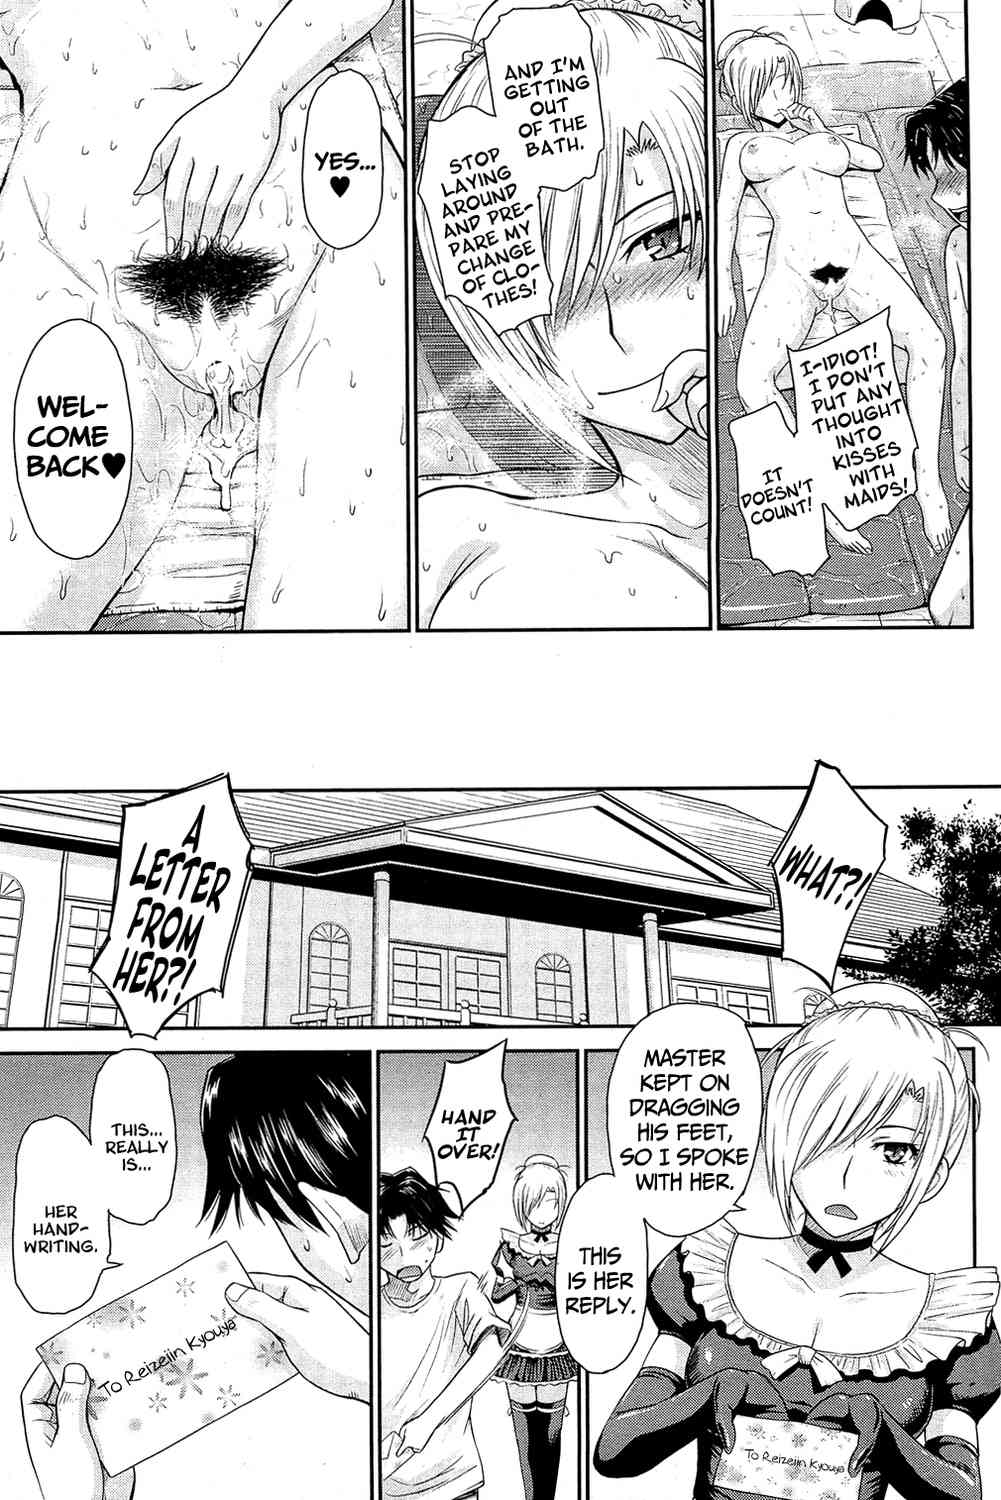 I-IDIOT!
I DON'T
PUT ANY
THOUGHT
INTO
KISSES
WITH
MAIDS!
IT
DOESN'T
COUNT!
AND I'M
GETTING
OUT
OF THE
BATH.
STOP
LAYING
AROUND
AND PRE-
PARE MY
CHANGE
OF CLO-
THES!
YES...
♥
WEL-
COME
BACK♥
WHAT?!
A
LETTER
FROM
HER?!
MASTER
KEPT ON
DRAGGING
HIS FEET,
SO I SPOKE
WITH HER.
THIS
IS HER
REPLY.
To Reizeijin Kyouya
HAND
IT
OVER!
THIS...
REALLY
IS...
HER
HAND-
WRITING.
To Reizeijin Kyouya